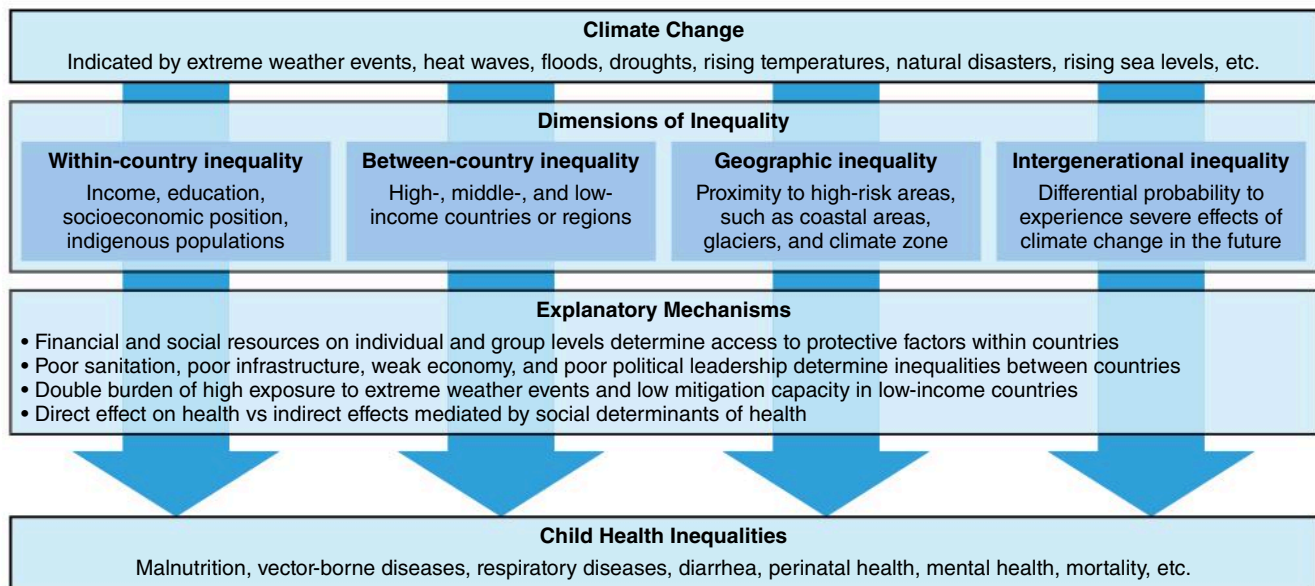 Climate Change
Indicated by extreme weather events, heat waves, floods, droughts, rising temperatures, natural disasters, rising sea levels, etc.
Dimensions of Inequality
Within-country inequality
Income, education,
socioeconomic position,
indigenous populations
Between-country inequality
High-, middle-, and low-
income countries or regions
Geographic inequality
Proximity to high-risk areas,
such as coastal areas,
glaciers, and climate zone
Intergenerational inequality
Differential probability to
experience severe effects of
climate change in the future
Explanatory Mechanisms
• Financial and social resources on individual and group levels determine access to protective factors within countries
• Poor sanitation, poor infrastructure, weak economy, and poor political leadership determine inequalities between countries
• Double burden of high exposure to extreme weather events and low mitigation capacity in low-income countries
• Direct effect on health vs indirect effects mediated by social determinants of health
Child Health Inequalities
Malnutrition, vector-borne diseases, respiratory diseases, diarrhea, perinatal health, mental health, mortality, etc.